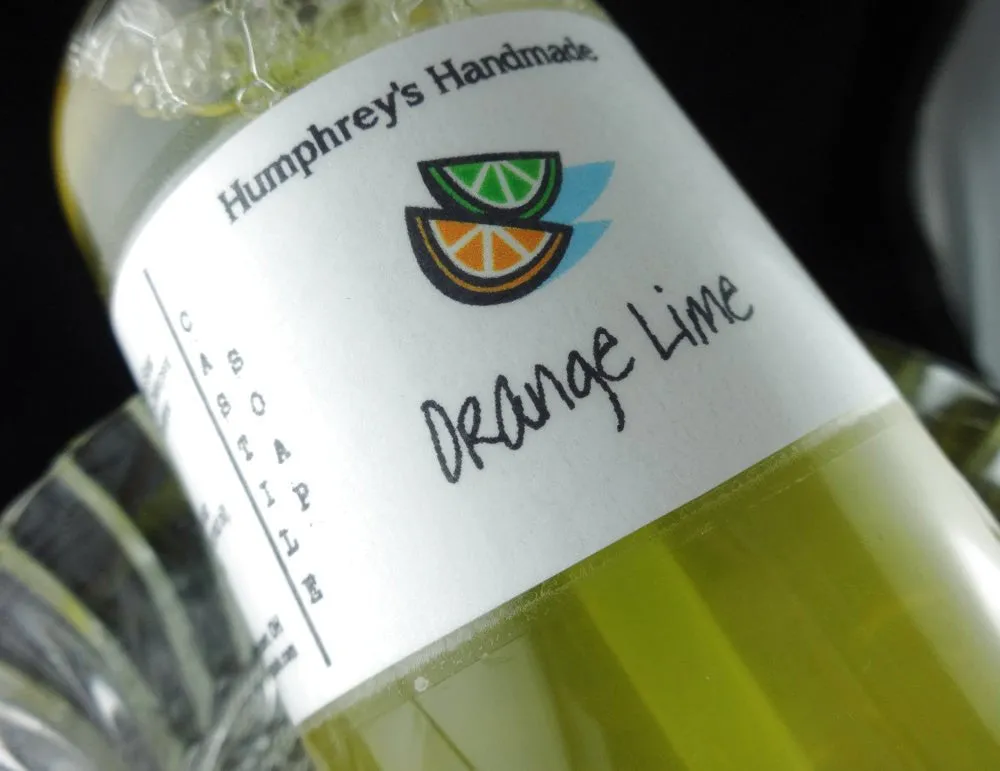 Humphrey's Handmade
Orange Lime
CASTILE
SOAP